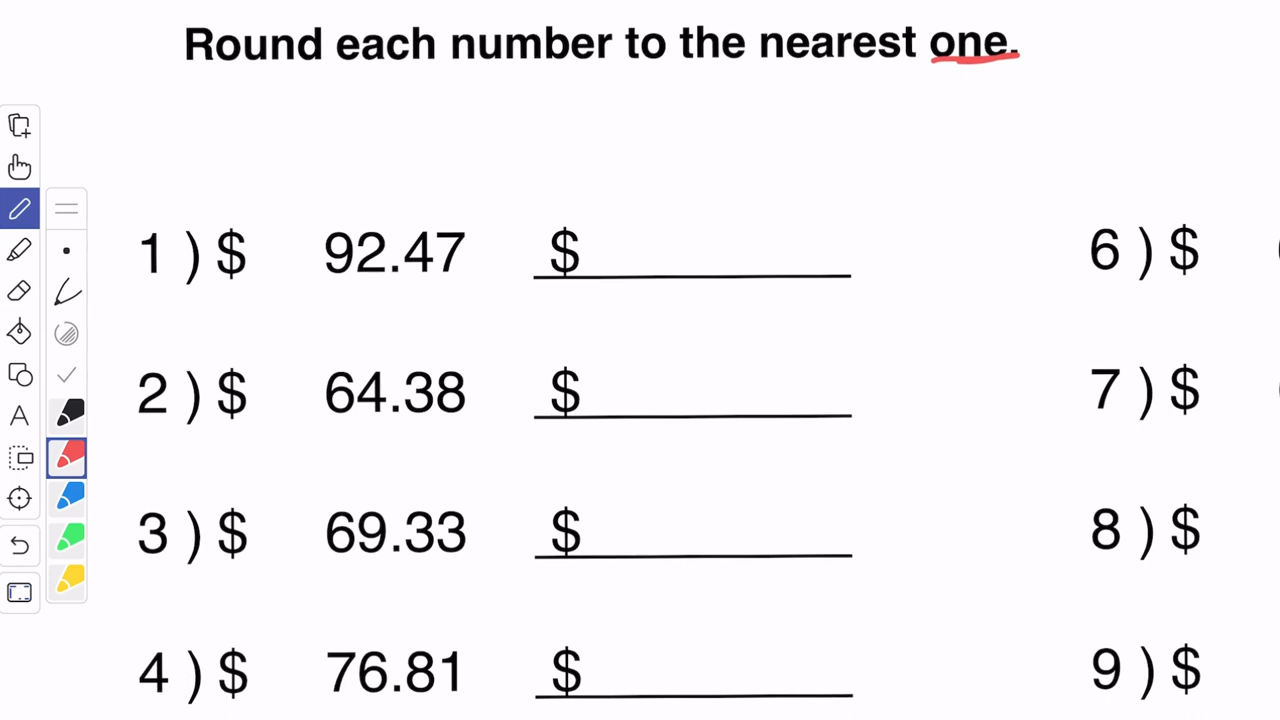 Round each number to the nearest one.
1 ) $ 92.47 $ 6 ) $
2 ) $ 64.38 $ 7 ) $
3 ) $ 69.33 $ 8 ) $
4 ) $ 76.81 $ 9 ) $
A